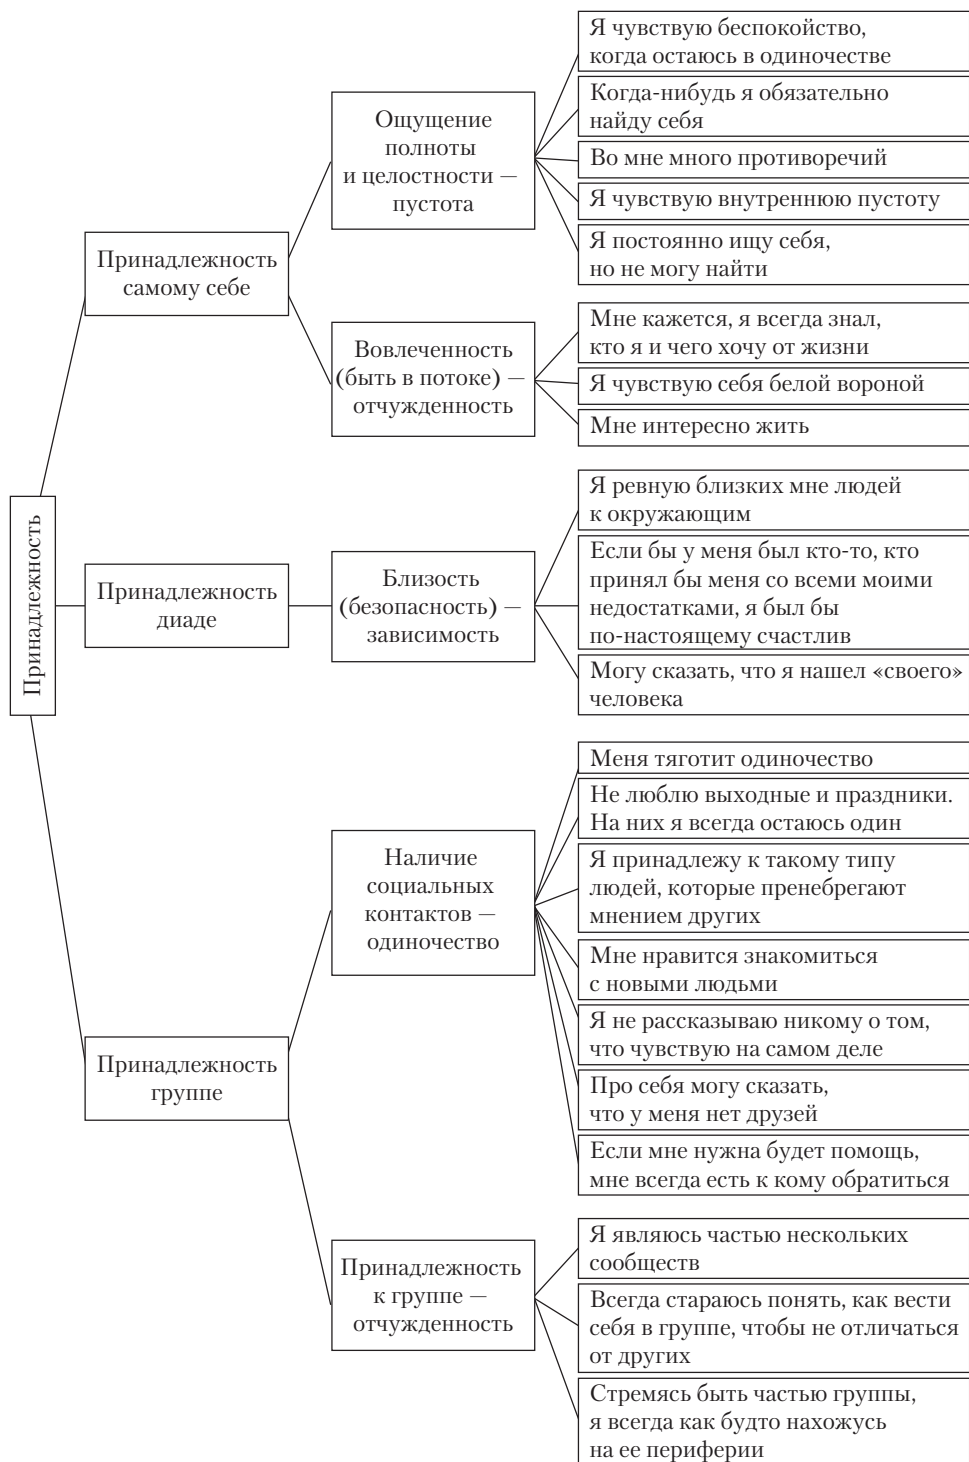 Принадлежность
Принадлежность
самому себе
Ощущение
полноты
и целостности —
пустота
Я чувствую беспокойство,
когда остаюсь в одиночестве
Когда-нибудь я обязательно
найду себя
Во мне много противоречий
Я чувствую внутреннюю пустоту
Я постоянно ищу себя,
но не могу найти
Вовлеченность
(быть в потоке) —
отчужденность
Мне кажется, я всегда знал,
кто я и чего хочу от жизни
Я чувствую себя белой вороной
Мне интересно жить
Принадлежность
диаде
Близость
(безопасность) —
зависимость
Я ревную близких мне людей
к окружающим
Если бы у меня был кто-то, кто
принял бы меня со всеми моими
недостатками, я был бы
по-настоящему счастлив
Могу сказать, что я нашел «своего»
человека
Принадлежность
группе
Наличие
социальных
контактов —
одиночество
Меня тяготит одиночество
Не люблю выходные и праздники.
На них я всегда остаюсь один
Я принадлежу к такому типу
людей, которые пренебрегают
мнением других
Мне нравится знакомиться
с новыми людьми
Я не рассказываю никому о том,
что чувствую на самом деле
Про себя могу сказать,
что у меня нет друзей
Если мне нужна будет помощь,
мне всегда есть к кому обратиться
Принадлежность
к группе —
отчужденность
Я являюсь частью нескольких
сообществ
Всегда стараюсь понять, как вести
себя в группе, чтобы не отличаться
от других
Стремясь быть частью группы,
я всегда как будто нахожусь
на ее периферии